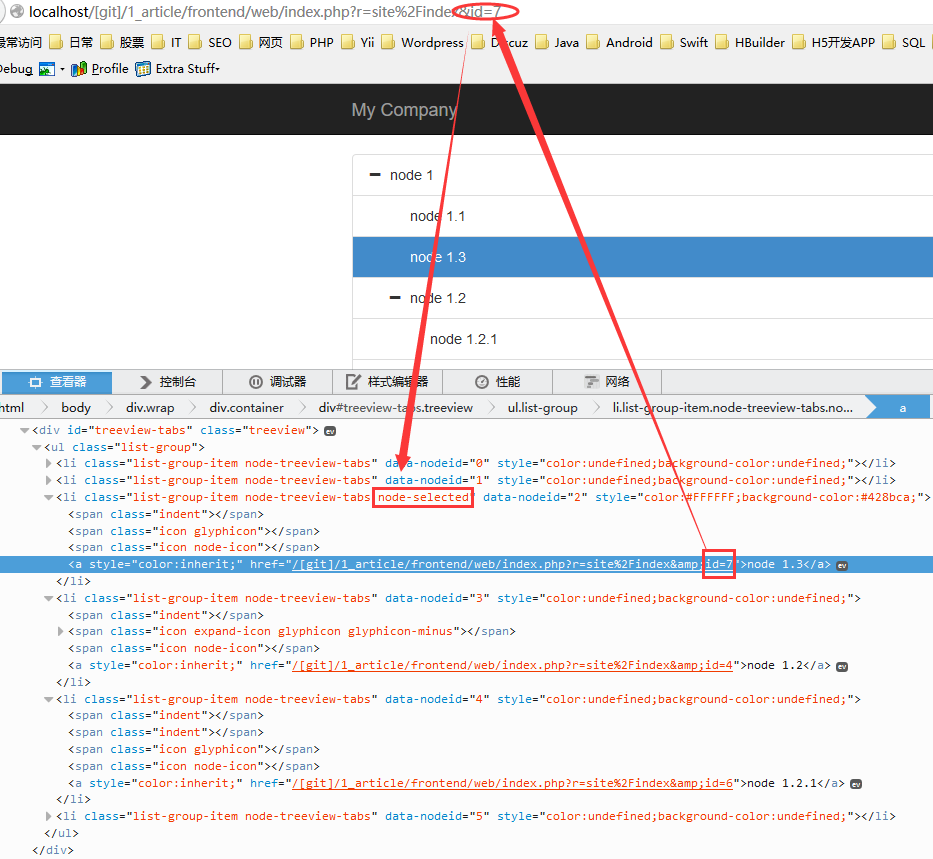 localhost/[git]/1_article/frontend/web/index.php?r=site%2Findex&id=7
最常访问 日常 股票 IT SEO 网页 PHP Yii Wordpress Discuz Java Android Swift HBuilder H5开发APP SQL
Debug Profile Extra Stuff
My Company
node 1
node 1.1
node 1.3
node 1.2
node 1.2.1
查看器 控制台 调试器 样式编辑器 性能 网络
html body div.wrap div.container div#treeview-tabs.treeview ul.list-group li.list-group-item.node-treeview-tabs.no... a
<div id="treeview-tabs" class="treeview"> ev
<ul class="list-group">
<li class="list-group-item node-treeview-tabs" data-nodeid="0" style="color:undefined;background-color:undefined;"></li>
<li class="list-group-item node-treeview-tabs" data-nodeid="1" style="color:undefined;background-color:undefined;"></li>
<li class="list-group-item node-treeview-tabs node-selected" data-nodeid="2" style="color:#FFFFFF;background-color:#428bca;">
<span class="indent"></span>
<span class="icon glyphicon"></span>
<span class="icon node-icon"></span>
<a style="color:inherit;" href="/[git]/1_article/frontend/web/index.php?r=site%2Findex&amp;id=7">node 1.3</a> ev
</li>
<li class="list-group-item node-treeview-tabs" data-nodeid="3" style="color:undefined;background-color:undefined;">
<span class="indent"></span>
<span class="icon expand-icon glyphicon glyphicon-minus"></span>
<span class="icon node-icon"></span>
<a style="color:inherit;" href="/[git]/1_article/frontend/web/index.php?r=site%2Findex&amp;id=4">node 1.2</a> ev
</li>
<li class="list-group-item node-treeview-tabs" data-nodeid="4" style="color:undefined;background-color:undefined;">
<span class="indent"></span>
<span class="indent"></span>
<span class="icon glyphicon"></span>
<span class="icon node-icon"></span>
<a style="color:inherit;" href="/[git]/1_article/frontend/web/index.php?r=site%2Findex&amp;id=6">node 1.2.1</a> ev
</li>
<li class="list-group-item node-treeview-tabs" data-nodeid="5" style="color:undefined;background-color:undefined;"></li>
</ul>
</div>